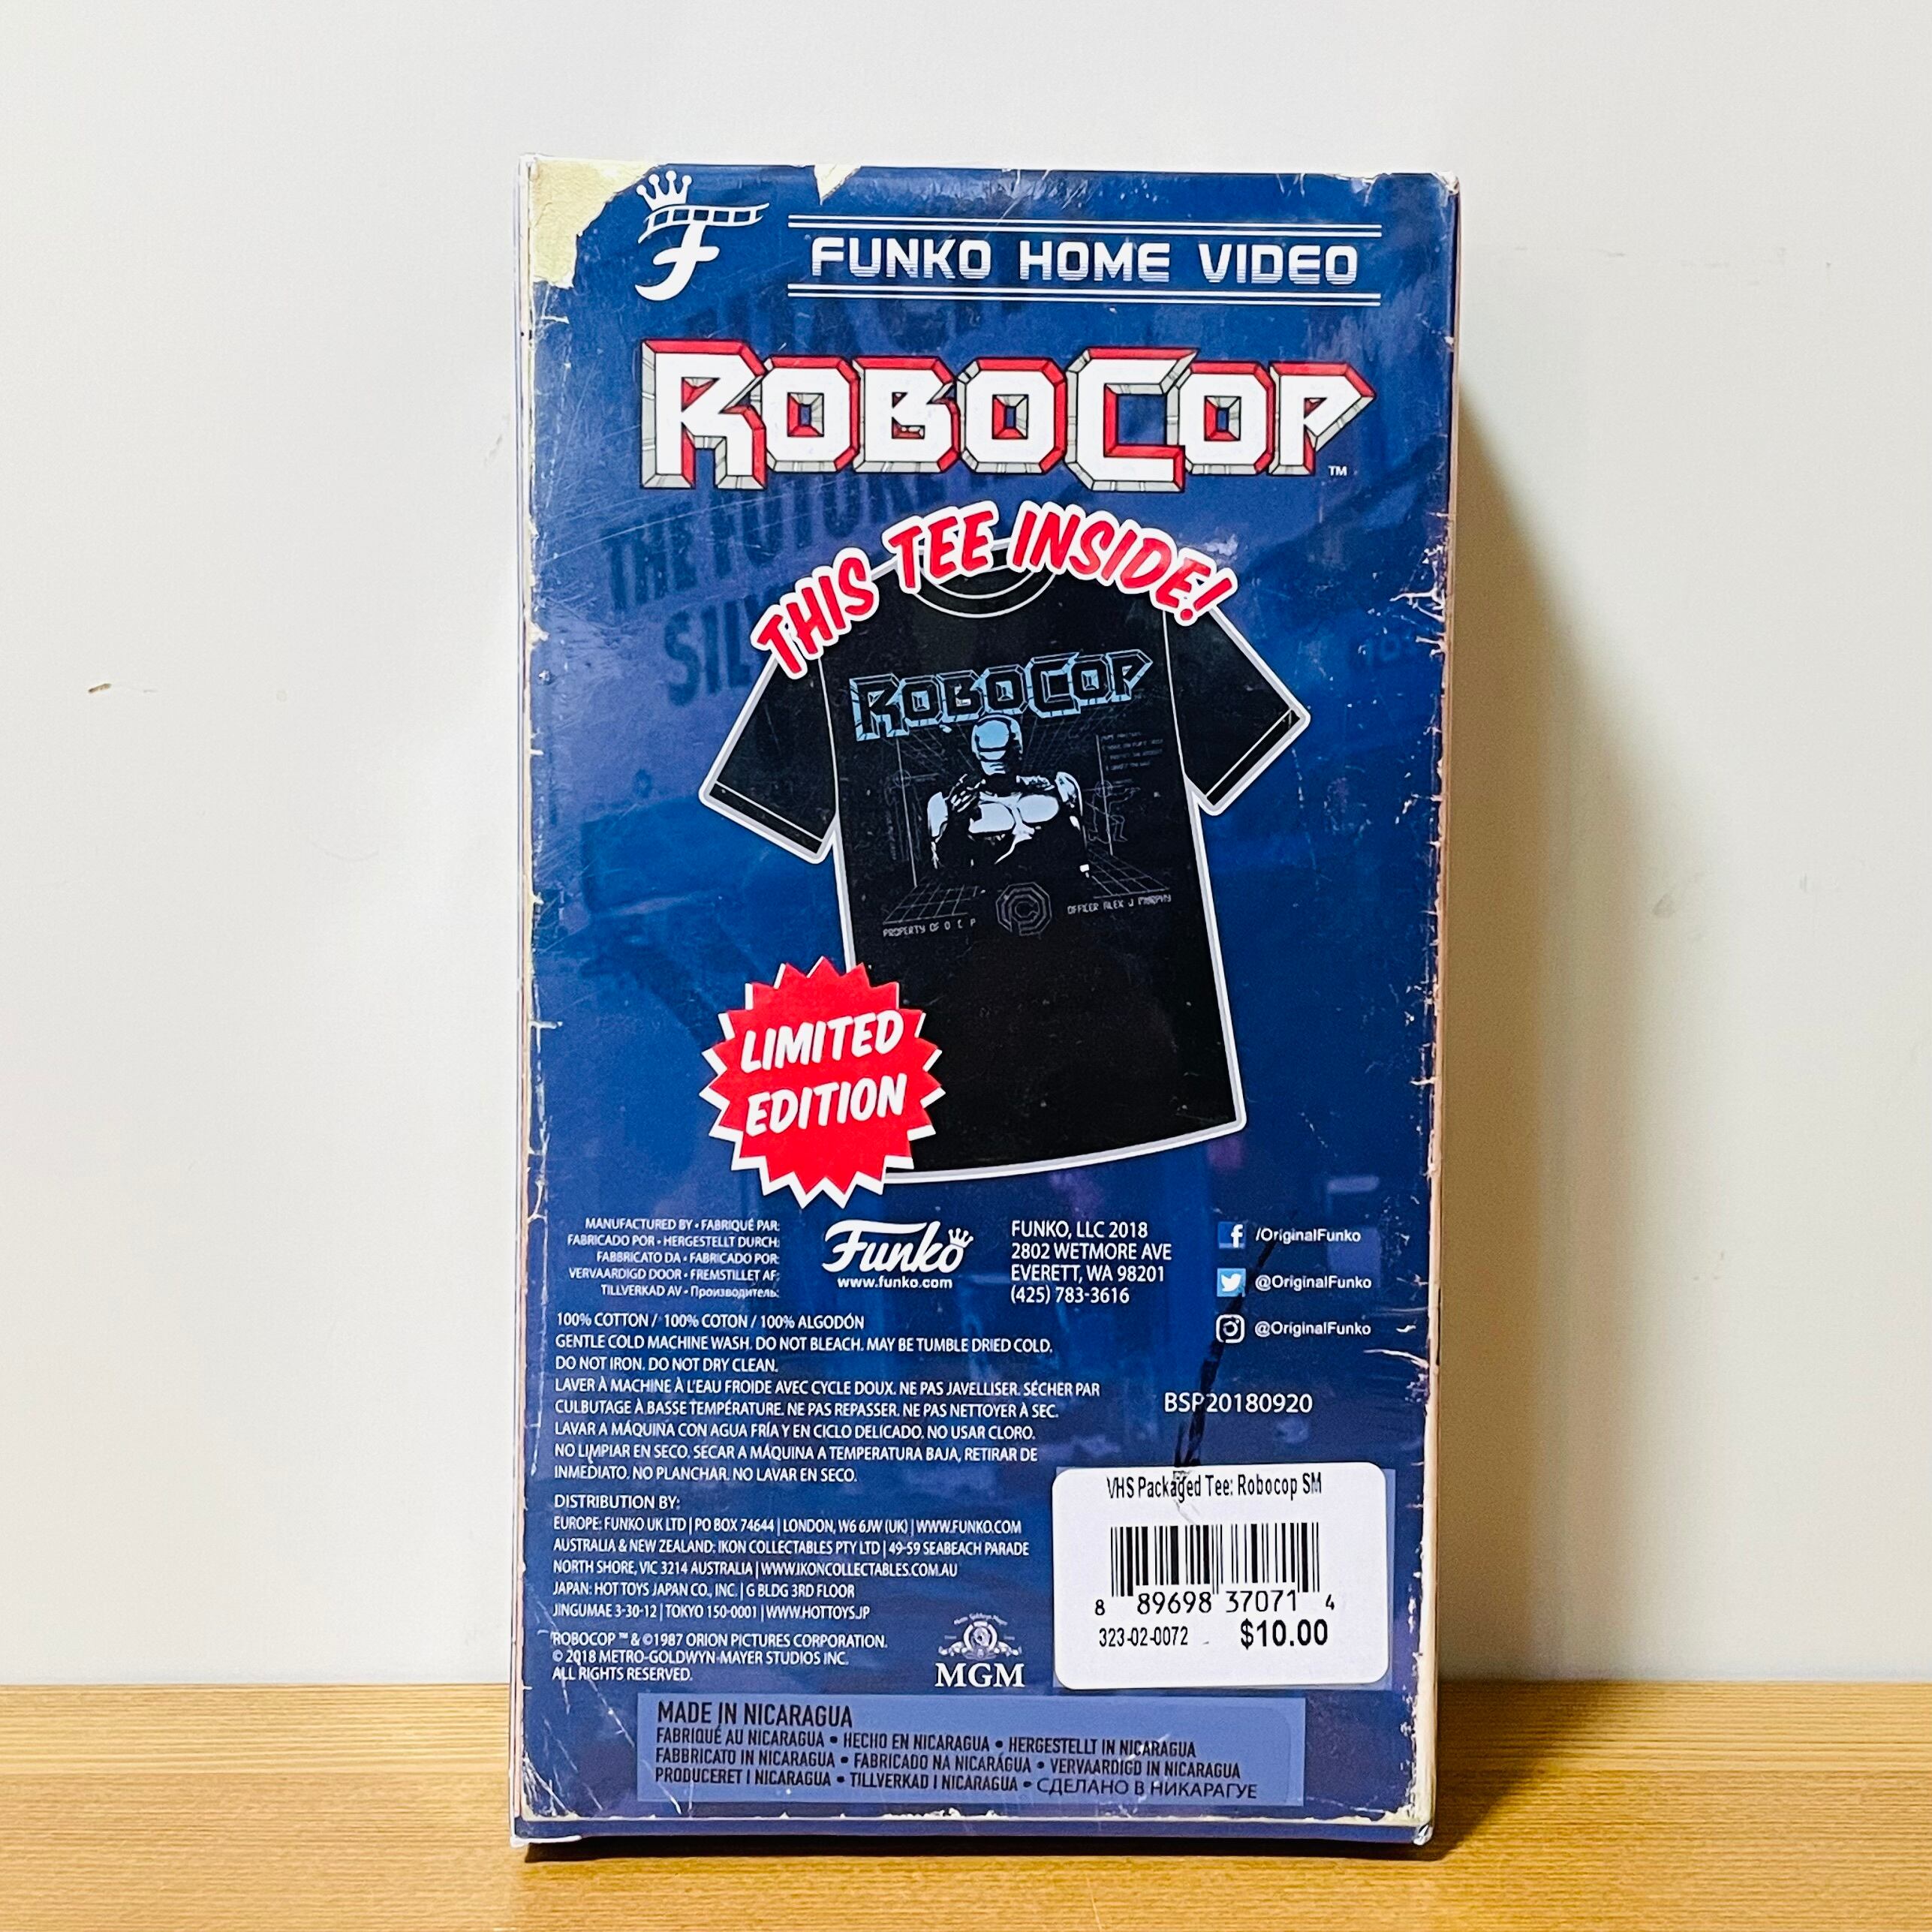 FUNKO HOME VIDEO
ROBOCOP
™
THE FUTURE
THIS TEE INSIDE!
ROBOCOP
PROPERTY OF O C P
OFFICER ALEX J MURPHY
LIMITED
EDITION
MANUFACTURED BY • FABRIQUÉ PAR:
FABRICADO POR • HERGESTELLT DURCH:
FABBRICATO DA • FABRICADO POR:
VERVAARDIGD DOOR • FREMSTILLET AF:
TILLVERKAD AV • Производитель:
Funko
www.funko.com
FUNKO, LLC 2018
2802 WETMORE AVE
EVERETT, WA 98201
(425) 783-3616
/OriginalFunko
@OriginalFunko
@OriginalFunko
100% COTTON / 100% COTON / 100% ALGODÓN
GENTLE COLD MACHINE WASH. DO NOT BLEACH. MAY BE TUMBLE DRIED COLD.
DO NOT IRON. DO NOT DRY CLEAN.
LAVER À MACHINE À L'EAU FROIDE AVEC CYCLE DOUX. NE PAS JAVELLISER. SÉCHER PAR
CULBUTAGE À BASSE TEMPÉRATURE. NE PAS REPASSER. NE PAS NETTOYER À SEC.
LAVAR A MÁQUINA CON AGUA FRÍA Y EN CICLO DELICADO. NO USAR CLORO.
NO LIMPIAR EN SECO. SECAR A MÁQUINA A TEMPERATURA BAJA, RETIRAR DE
INMEDIATO. NO PLANCHAR. NO LAVAR EN SECO.
BSP20180920
DISTRIBUTION BY:
EUROPE: FUNKO UK LTD | PO BOX 74644 | LONDON, W6 6JW (UK) | WWW.FUNKO.COM
AUSTRALIA & NEW ZEALAND: IKON COLLECTABLES PTY LTD | 49-59 SEABEACH PARADE
NORTH SHORE, VIC 3214 AUSTRALIA | WWW.IKONCOLLECTABLES.COM.AU
JAPAN: HOT TOYS JAPAN CO., INC. | G BLDG 3RD FLOOR
JINGUMAE 3-30-12 | TOKYO 150-0001 | WWW.HOTTOYS.JP
ROBOCOP ™ & ©1987 ORION PICTURES CORPORATION.
© 2018 METRO-GOLDWYN-MAYER STUDIOS INC.
ALL RIGHTS RESERVED.
MGM
VHS Packaged Tee: Robocop SM
8 89698 37071 4
323-02-0072
$10.00
MADE IN NICARAGUA
FABRIQUÉ AU NICARAGUA • HECHO EN NICARAGUA • HERGESTELLT IN NICARAGUA
FABBRICATO IN NICARAGUA • FABRICADO NA NICARÁGUA • VERVAARDIGD IN NICARAGUA
PRODUCERET I NICARAGUA • TILLVERKAD I NICARAGUA • СДЕЛАНО В НИКАРАГУЕ